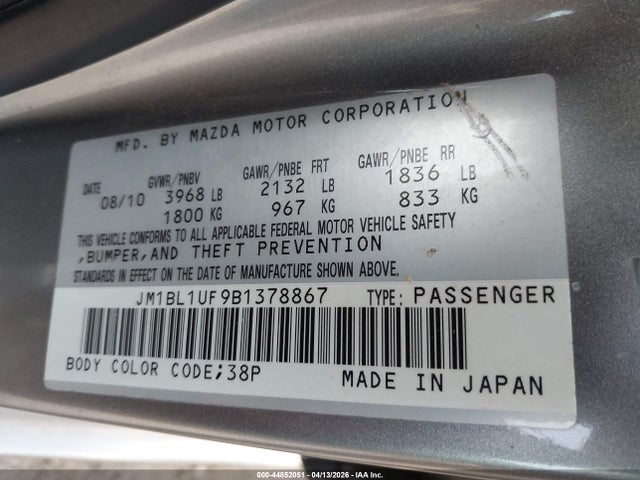 MFD. BY MAZDA MOTOR CORPORATION
DATE GVWR/PNBV GAWR/PNBE FRT GAWR/PNBE RR
08/10 3968 LB 2132 LB 1836 LB
1800 KG 967 KG 833 KG
THIS VEHICLE CONFORMS TO ALL APPLICABLE FEDERAL MOTOR VEHICLE SAFETY
,BUMPER,AND THEFT PREVENTION
STANDARDS IN EFFECT ON THE DATE OF MANUFACTURE SHOWN ABOVE.
JM1BL1UF9B1378867 TYPE: PASSENGER
BODY COLOR CODE;38P MADE IN JAPAN
000-44852051 - 04/13/2026 - IAA Inc.